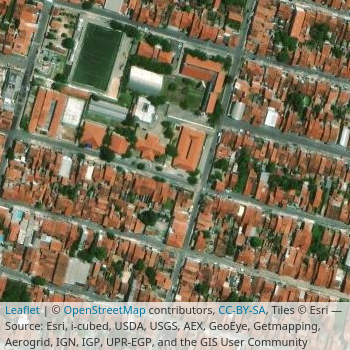 Leaflet | © OpenStreetMap contributors, CC-BY-SA, Tiles © Esri —
Source: Esri, i-cubed, USDA, USGS, AEX, GeoEye, Getmapping,
Aerogrid, IGN, IGP, UPR-EGP, and the GIS User Community